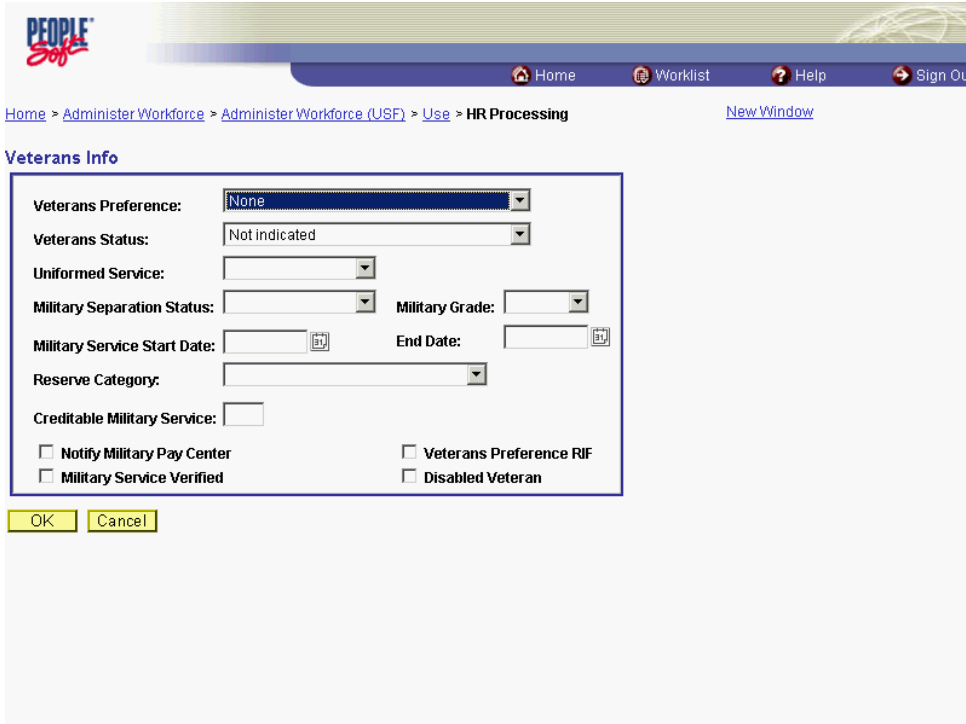 PEOPLE
Soft
Home Worklist Help Sign Ou
Home > Administer Workforce > Administer Workforce (USF) > Use > HR Processing New Window
Veterans Info
Veterans Preference: None
Veterans Status: Not indicated
Uniformed Service:
Military Separation Status: Military Grade:
Military Service Start Date: 31 End Date: 31
Reserve Category:
Creditable Military Service:
Notify Military Pay Center Veterans Preference RIF
Military Service Verified Disabled Veteran
OK Cancel